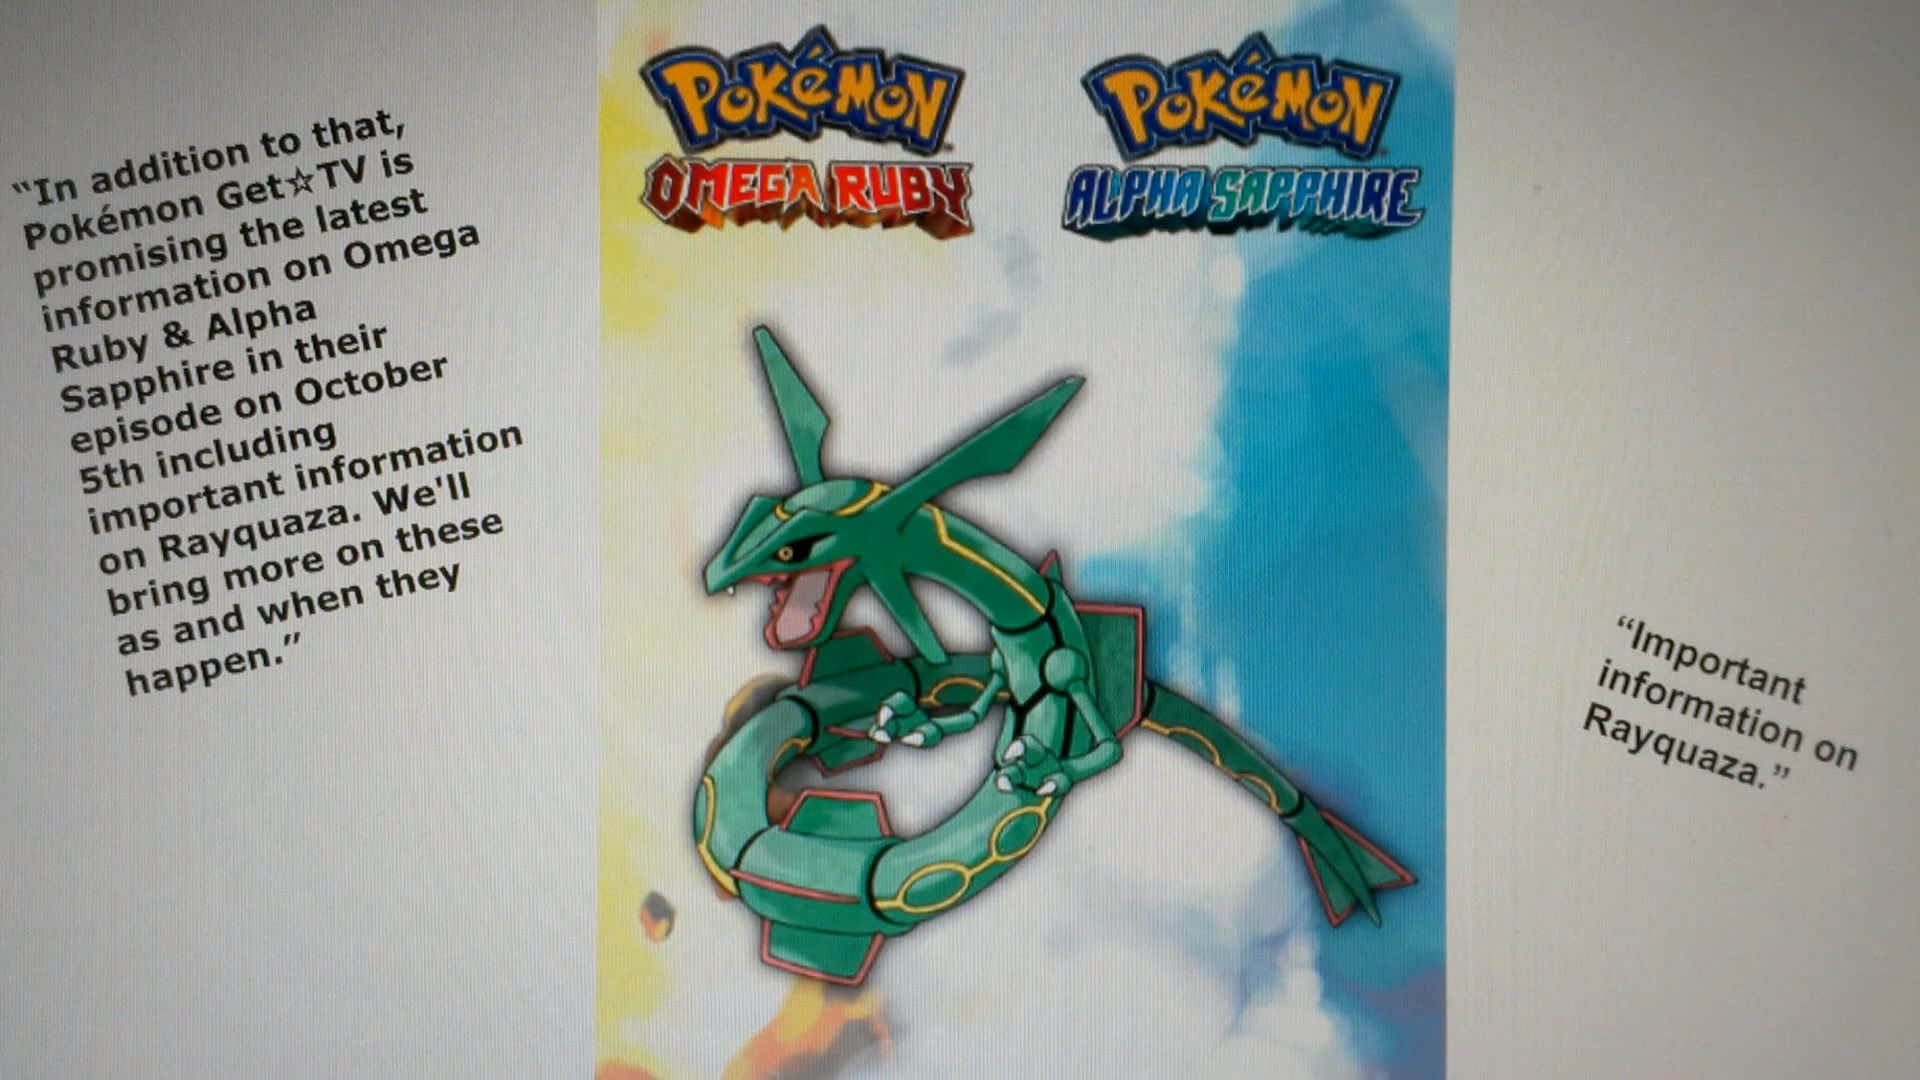 “In addition to that,
Pokémon Get☆TV is
promising the latest
information on Omega
Ruby & Alpha
Sapphire in their
episode on October
5th including
important information
on Rayquaza. We'll
bring more on these
as and when they
happen.”
POKéMON
OMEGA RUBY
POKéMON
ALPHA SAPPHIRE
“Important
information on
Rayquaza.”